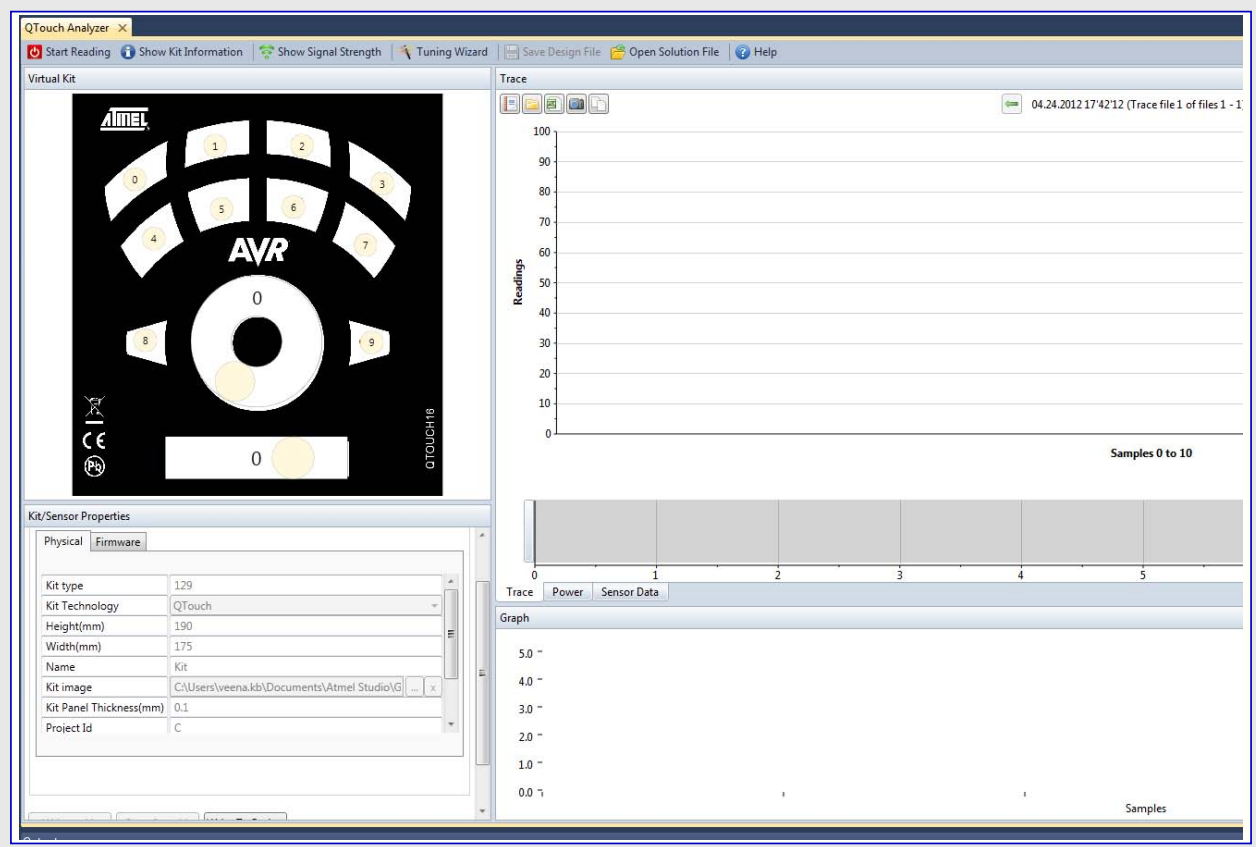 QTouch Analyzer X
Start Reading Show Kit Information Show Signal Strength Tuning Wizard Save Design File Open Solution File Help
Virtual Kit
ATMEL
0
1
2
3
4
5
6
7
AVR
0
8
9
CE
Pb
QTOUCH16
0
Kit/Sensor Properties
Physical Firmware
Kit type 129
Kit Technology QTouch
Height(mm) 190
Width(mm) 175
Name Kit
Kit image C:\Users\veena.kb\Documents\Atmel Studio\G ... x
Kit Panel Thickness(mm) 0.1
Project Id C
Trace
04.24.2012 17'42'12 (Trace file 1 of files 1 - 1)
100
90
80
70
60
50
40
30
20
10
0
Readings
Samples 0 to 10
0 1 2 3 4 5
Trace Power Sensor Data
Graph
5.0
4.0
3.0
2.0
1.0
0.0
Samples